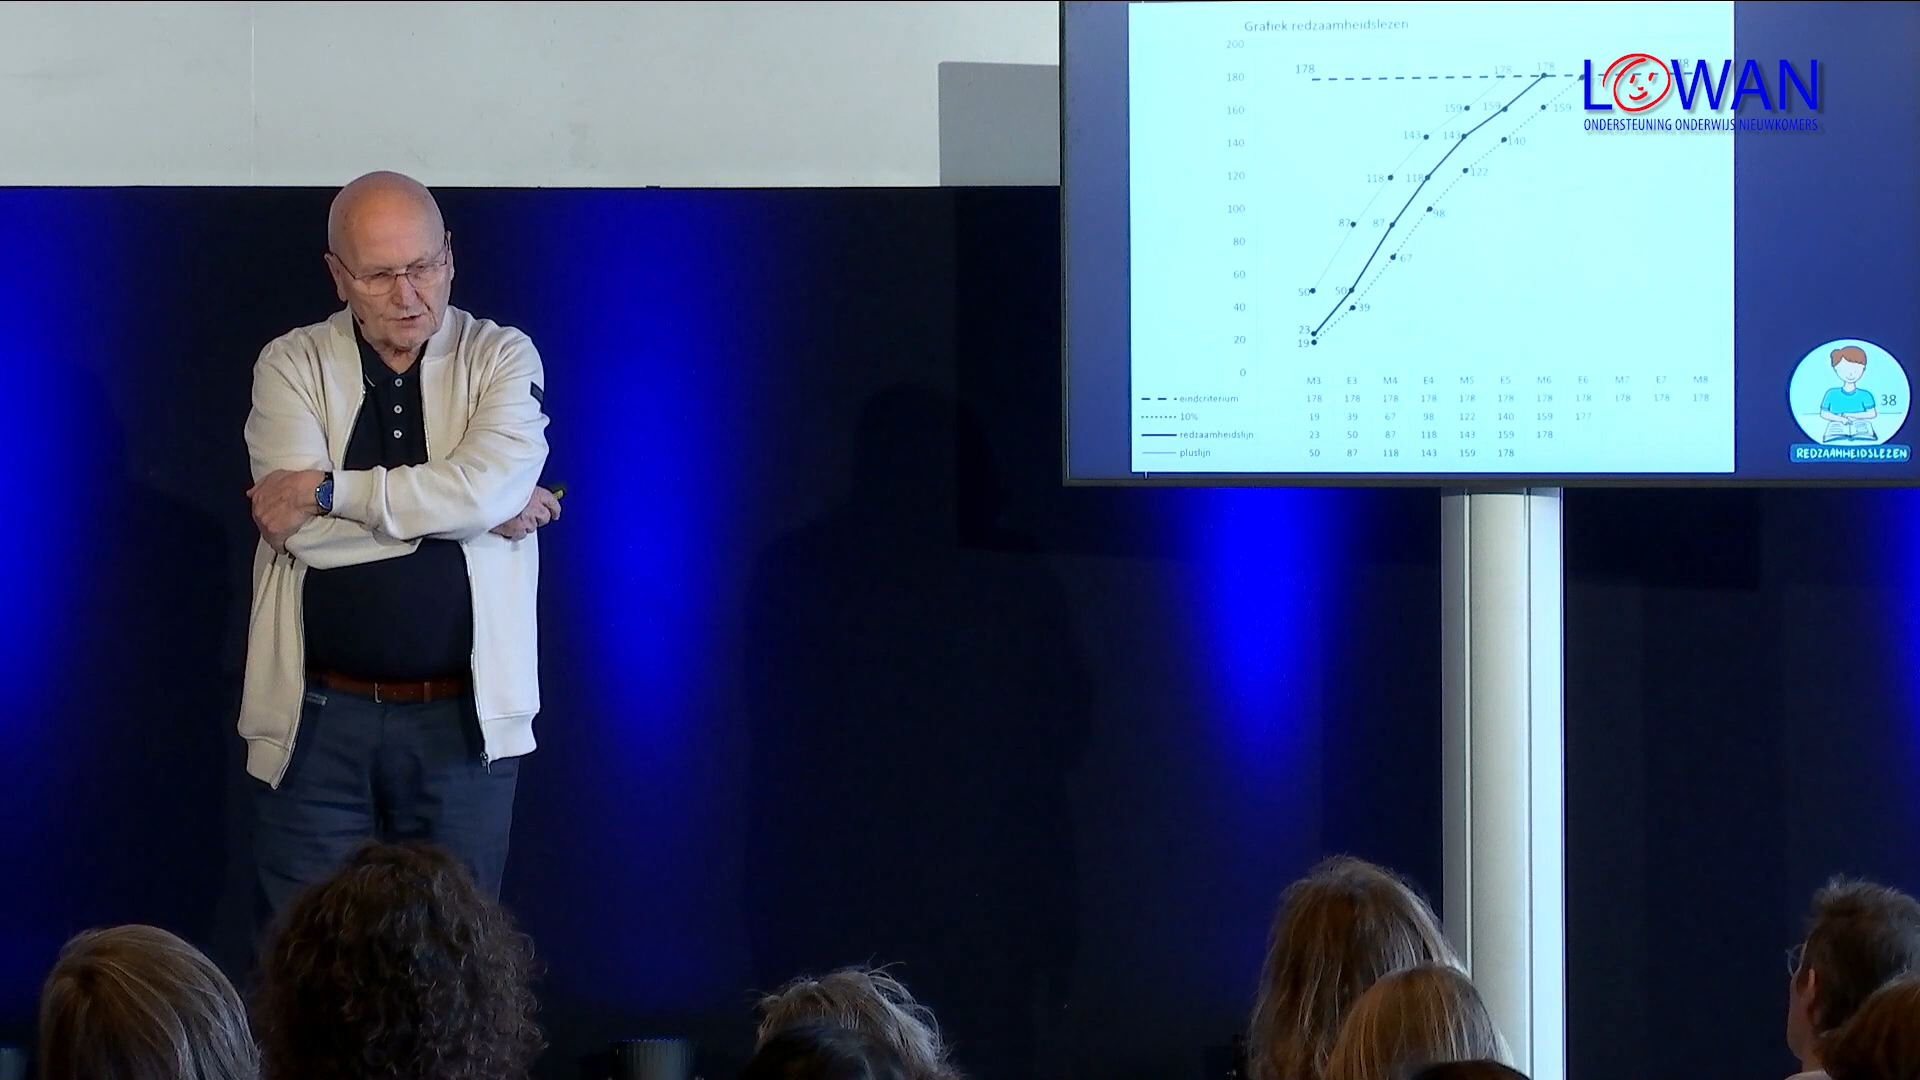 Grafiek redzaamheidslezen
LOWAN
ONDERSTEUNING ONDERWIJS NIEUWKOMERS
200
180
160
140
120
100
80
60
40
20
0
178
178 178
159 159 159
143 143 140
118 118 122
87 87 98
67
50 50 39
23
19
M3 E3 M4 E4 M5 E5 M6 E6 M7 E7 M8
eindcriterium 178 178 178 178 178 178 178 178 178 178 178
10% 19 39 67 98 122 140 159 177
redzaamheidslijn 23 50 87 118 143 159 178
pluslijn 50 87 118 143 159 178
38
REDZAAMHEIDSLEZEN